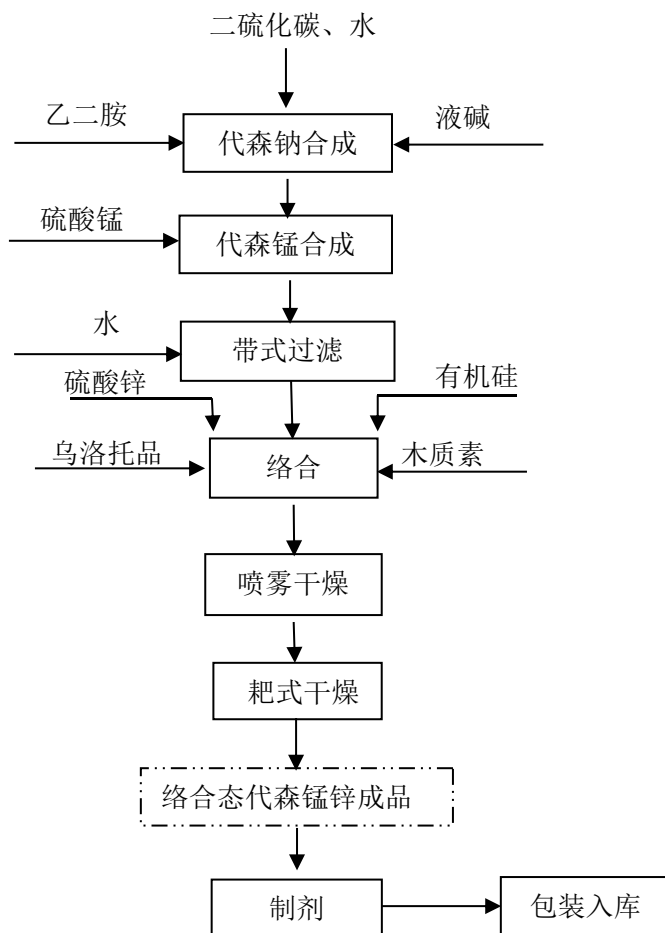 二硫化碳、水
乙二胺
液碱
代森钠合成
硫酸锰
代森锰合成
水
带式过滤
硫酸锌
有机硅
乌洛托品
络合
木质素
喷雾干燥
耙式干燥
络合态代森锰锌成品
制剂
包装入库